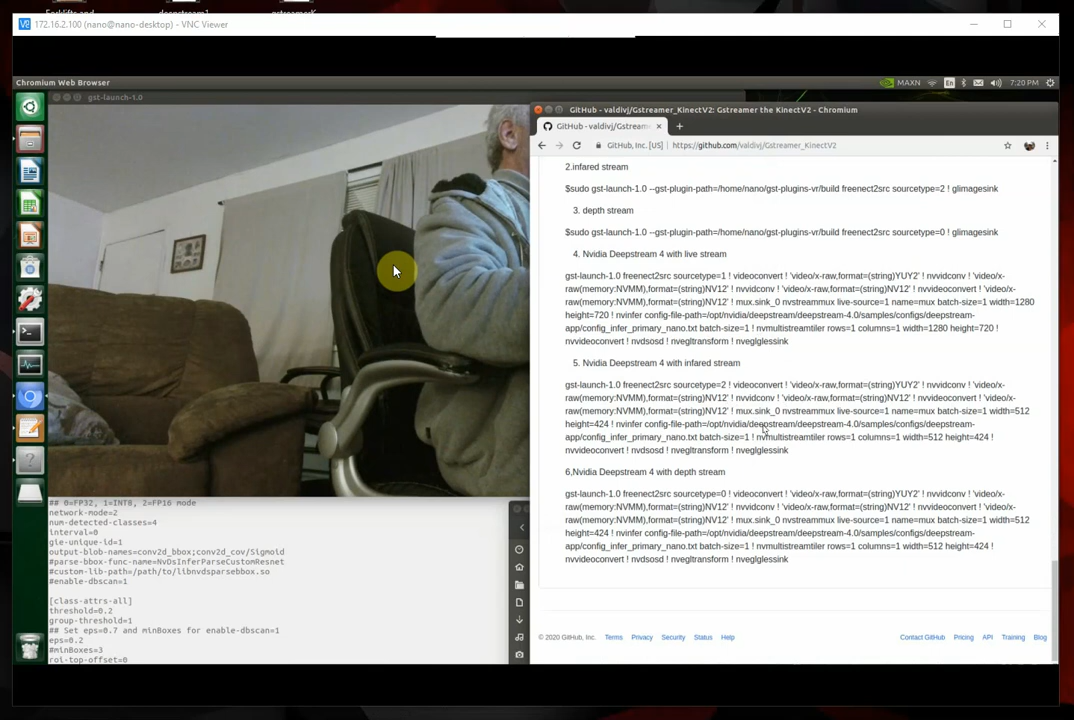 172.16.2.100 (nano@nano-desktop) - VNC Viewer
Chromium Web Browser
MAXN
En
7:20 PM
gst-launch-1.0
GitHub - valdivj/Gstreamer_KinectV2: Gstreamer the KinectV2 - Chromium
GitHub - valdivj/Gstream
GitHub, Inc. [US]
https://github.com/valdivj/Gstreamer_KinectV2
2.infared stream
$sudo gst-launch-1.0 --gst-plugin-path=/home/nano/gst-plugins-vr/build freenect2src sourcetype=2 ! glimagesink
3. depth stream
$sudo gst-launch-1.0 --gst-plugin-path=/home/nano/gst-plugins-vr/build freenect2src sourcetype=0 ! glimagesink
4. Nvidia Deepstream 4 with live stream
gst-launch-1.0 freenect2src sourcetype=1 ! videoconvert ! 'video/x-raw,format=(string)YUY2' ! nvvidconv ! 'video/x-
raw(memory:NVMM),format=(string)NV12' ! nvvidconv ! 'video/x-raw,format=(string)NV12' ! nvvideoconvert ! 'video/x-
raw(memory:NVMM),format=(string)NV12' ! mux.sink_0 nvstreammux live-source=1 name=mux batch-size=1 width=1280
height=720 ! nvinfer config-file-path=/opt/nvidia/deepstream/deepstream-4.0/samples/configs/deepstream-
app/config_infer_primary_nano.txt batch-size=1 ! nvmultistreamtiler rows=1 columns=1 width=1280 height=720 !
nvvideoconvert ! nvdsosd ! nvegltransform ! nveglglessink
5. Nvidia Deepstream 4 with infared stream
gst-launch-1.0 freenect2src sourcetype=2 ! videoconvert ! 'video/x-raw,format=(string)YUY2' ! nvvidconv ! 'video/x-
raw(memory:NVMM),format=(string)NV12' ! nvvidconv ! 'video/x-raw,format=(string)NV12' ! nvvideoconvert ! 'video/x-
raw(memory:NVMM),format=(string)NV12' ! mux.sink_0 nvstreammux live-source=1 name=mux batch-size=1 width=512
height=424 ! nvinfer config-file-path=/opt/nvidia/deepstream/deepstream-4.0/samples/configs/deepstream-
app/config_infer_primary_nano.txt batch-size=1 ! nvmultistreamtiler rows=1 columns=1 width=512 height=424 !
nvvideoconvert ! nvdsosd ! nvegltransform ! nveglglessink
6,Nvidia Deepstream 4 with depth stream
gst-launch-1.0 freenect2src sourcetype=0 ! videoconvert ! 'video/x-raw,format=(string)YUY2' ! nvvidconv ! 'video/x-
raw(memory:NVMM),format=(string)NV12' ! nvvidconv ! 'video/x-raw,format=(string)NV12' ! nvvideoconvert ! 'video/x-
raw(memory:NVMM),format=(string)NV12' ! mux.sink_0 nvstreammux live-source=1 name=mux batch-size=1 width=512
height=424 ! nvinfer config-file-path=/opt/nvidia/deepstream/deepstream-4.0/samples/configs/deepstream-
app/config_infer_primary_nano.txt batch-size=1 ! nvmultistreamtiler rows=1 columns=1 width=512 height=424 !
nvvideoconvert ! nvdsosd ! nvegltransform ! nveglglessink
© 2020 GitHub, Inc. Terms Privacy Security Status Help Contact GitHub Pricing API Training Blog
## 0=FP32, 1=INT8, 2=FP16 mode
network-mode=2
num-detected-classes=4
interval=0
gie-unique-id=1
output-blob-names=conv2d_bbox;conv2d_cov/Sigmoid
#parse-bbox-func-name=NvDsInferParseCustomResnet
#custom-lib-path=/path/to/libnvdsparsebbox.so
#enable-dbscan=1
[class-attrs-all]
threshold=0.2
group-threshold=1
## Set eps=0.7 and minBoxes for enable-dbscan=1
eps=0.2
#minBoxes=3
roi-top-offset=0